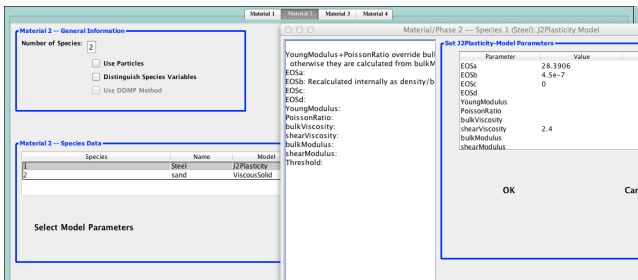 Material 1 Material 2 Material 3 Material 4
Material 2 -- General Information
Number of Species: 2
Use Particles
Distinguish Species Variables
Use DDMP Method
Material 2 -- Species Data
Species Name Model
1 Steel J2Plasticity
2 sand ViscousSolid
Select Model Parameters
Material/Phase 2 -- Species 1 (Steel): J2Plasticity Model
YoungModulus+PoissonRatio override bul
otherwise they are calculated from bulkM
EOSa:
EOSb: Recalculated internally as density/b
EOSc:
EOSd:
YoungModulus:
PoissonRatio:
bulkViscosity:
shearViscosity:
bulkModulus:
shearModulus:
Threshold:
Set J2Plasticity-Model Parameters
Parameter Value
EOSa 28.3906
EOSb 4.5e-7
EOSc 0
EOSd
YoungModulus
PoissonRatio
bulkViscosity
shearViscosity 2.4
bulkModulus
shearModulus
OK Can